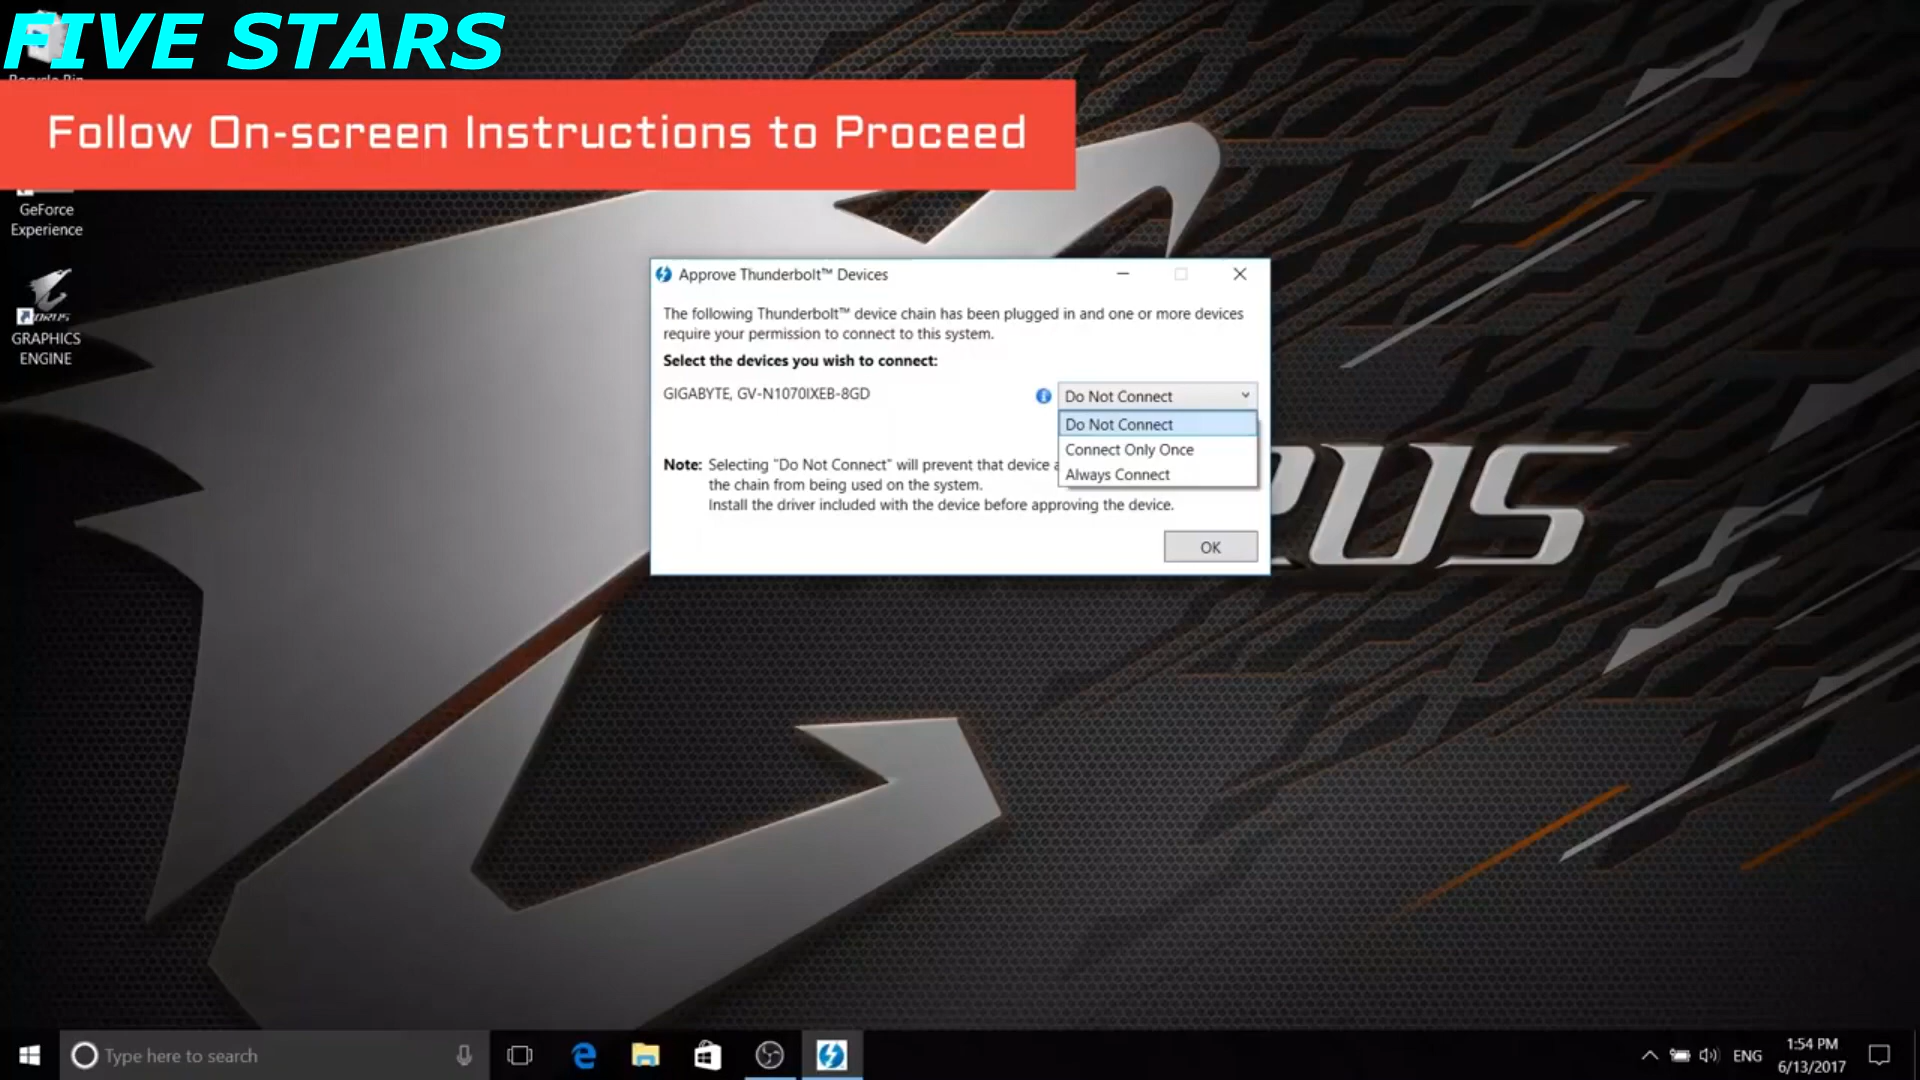 FIVE STARS
Follow On-screen Instructions to Proceed
GeForce
Experience
GRAPHICS
ENGINE
Approve Thunderbolt™ Devices
The following Thunderbolt™ device chain has been plugged in and one or more devices
require your permission to connect to this system.
Select the devices you wish to connect:
GIGABYTE, GV-N1070IXEB-8GD
Do Not Connect
Do Not Connect
Connect Only Once
Always Connect
Note: Selecting "Do Not Connect" will prevent that device
the chain from being used on the system.
Install the driver included with the device before approving the device.
OK
RUS
Type here to search
ENG
1:54 PM
6/13/2017